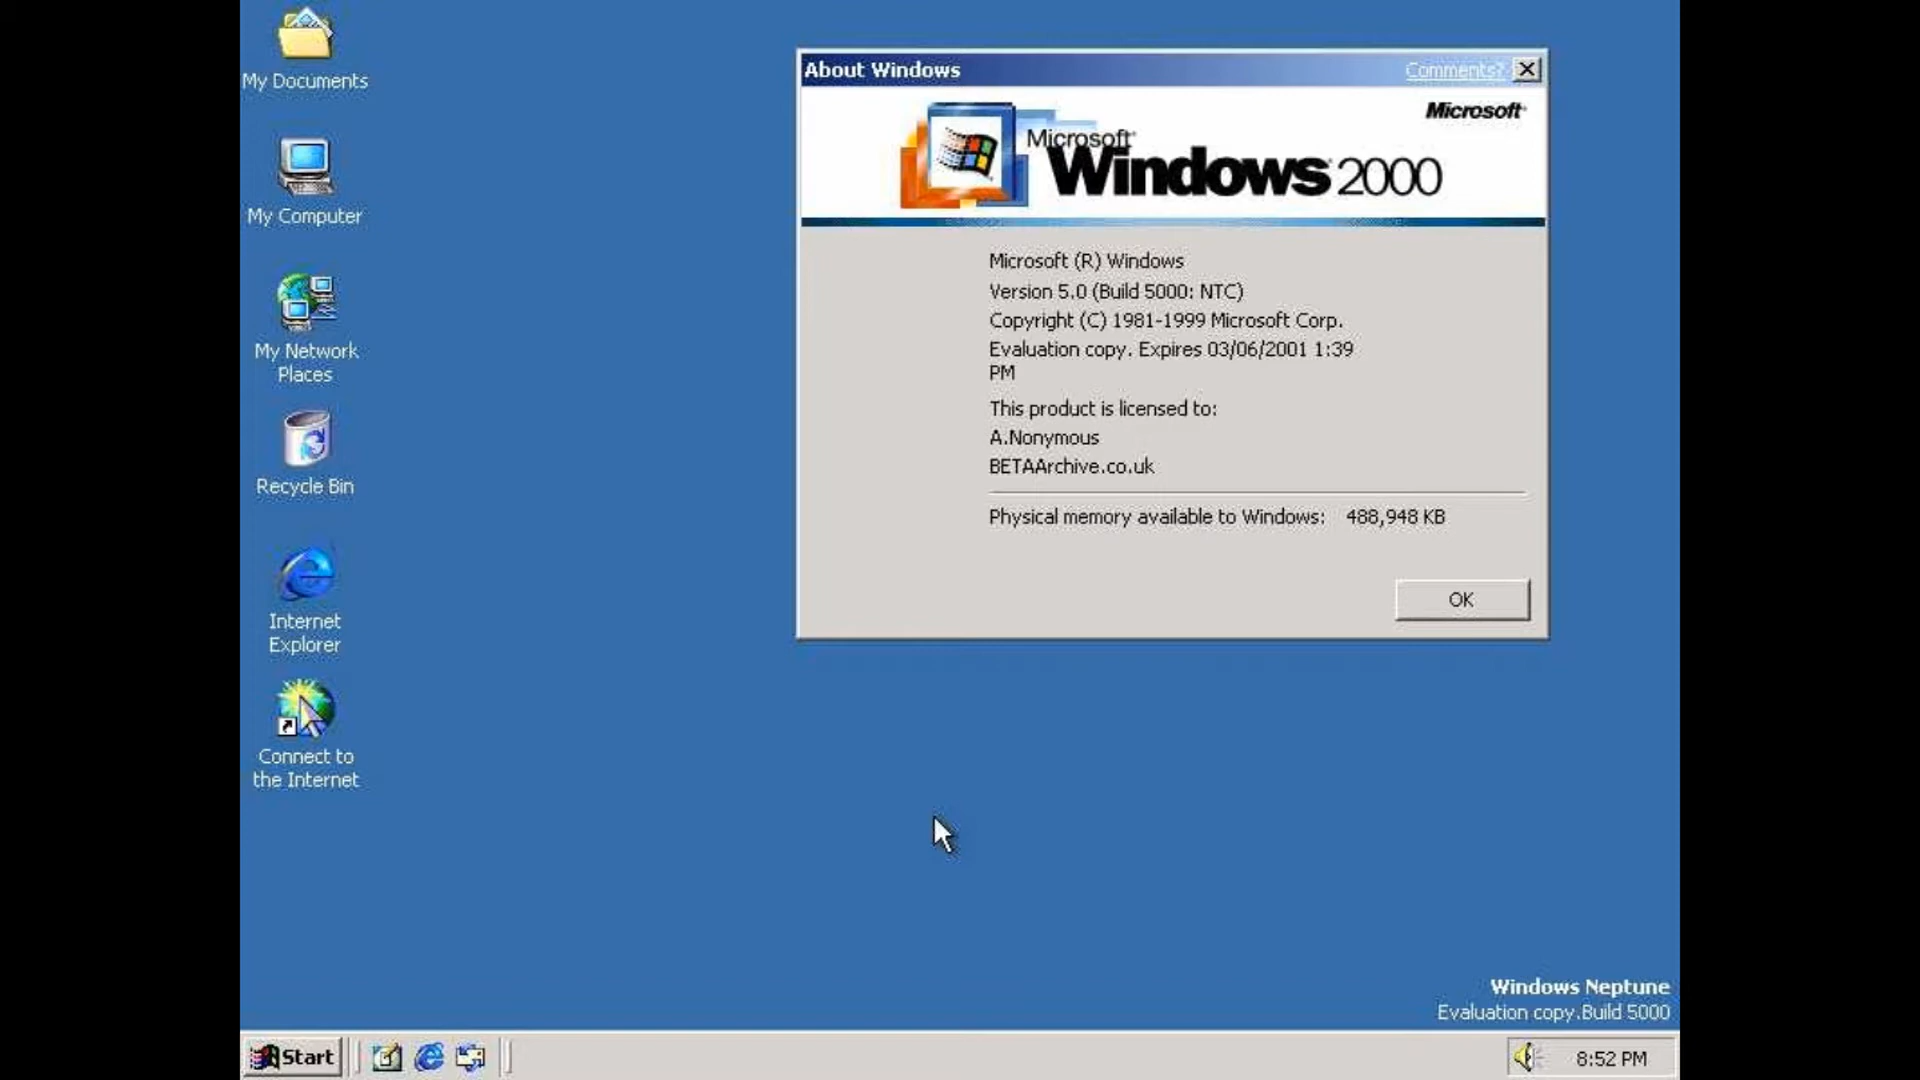 My Documents
My Computer
My Network
Places
Recycle Bin
Internet
Explorer
Connect to
the Internet
About Windows
Comments?
Microsoft®
Microsoft®
Windows 2000
Microsoft (R) Windows
Version 5.0 (Build 5000: NTC)
Copyright (C) 1981-1999 Microsoft Corp.
Evaluation copy. Expires 03/06/2001 1:39
PM
This product is licensed to:
A.Nonymous
BETAArchive.co.uk
Physical memory available to Windows: 488,948 KB
OK
Windows Neptune
Evaluation copy.Build 5000
Start
8:52 PM